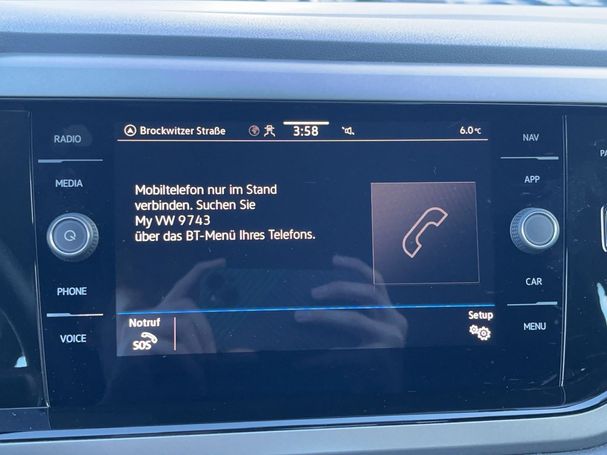 RADIO
MEDIA
PHONE
VOICE
Brockwitzer Straße 3:58 6.0 °C
Mobiltelefon nur im Stand
verbinden. Suchen Sie
My VW 9743
über das BT-Menü Ihres Telefons.
Notruf
SOS
Setup
NAV
APP
CAR
MENU